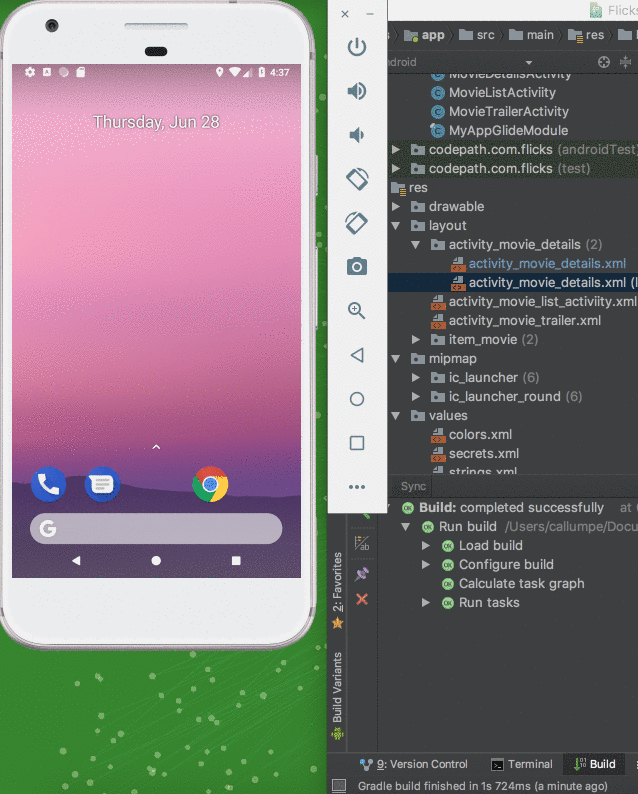 4:37
Thursday, Jun 28
G
Flicks
app
src
main
res
ndroid
MovieDetailsActivity
MovieListActiviity
MovieTrailerActivity
MyAppGlideModule
codepath.com.flicks (androidTest)
codepath.com.flicks (test)
res
drawable
layout
activity_movie_details (2)
activity_movie_details.xml
activity_movie_details.xml (l
activity_movie_list_activiity.xml
activity_movie_trailer.xml
item_movie (2)
mipmap
ic_launcher (6)
ic_launcher_round (6)
values
colors.xml
secrets.xml
strings.xml
Sync
Build: completed successfully at
Run build /Users/callumpe/Docu
Load build
Configure build
Calculate task graph
Run tasks
ab
2: Favorites
Build Variants
9: Version Control
Terminal
Build
Gradle build finished in 1s 724ms (a minute ago)